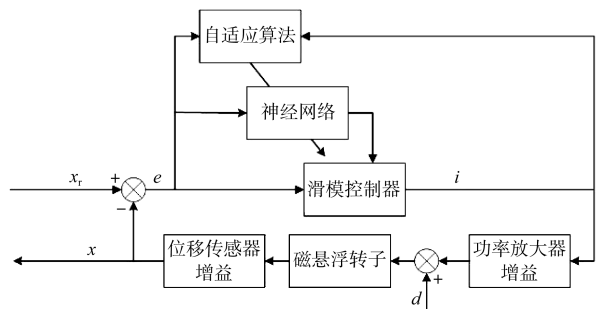 自适应算法
神经网络
xr
+
e
−
滑模控制器
i
x
位移传感器
增益
磁悬浮转子
+
d
功率放大器
增益